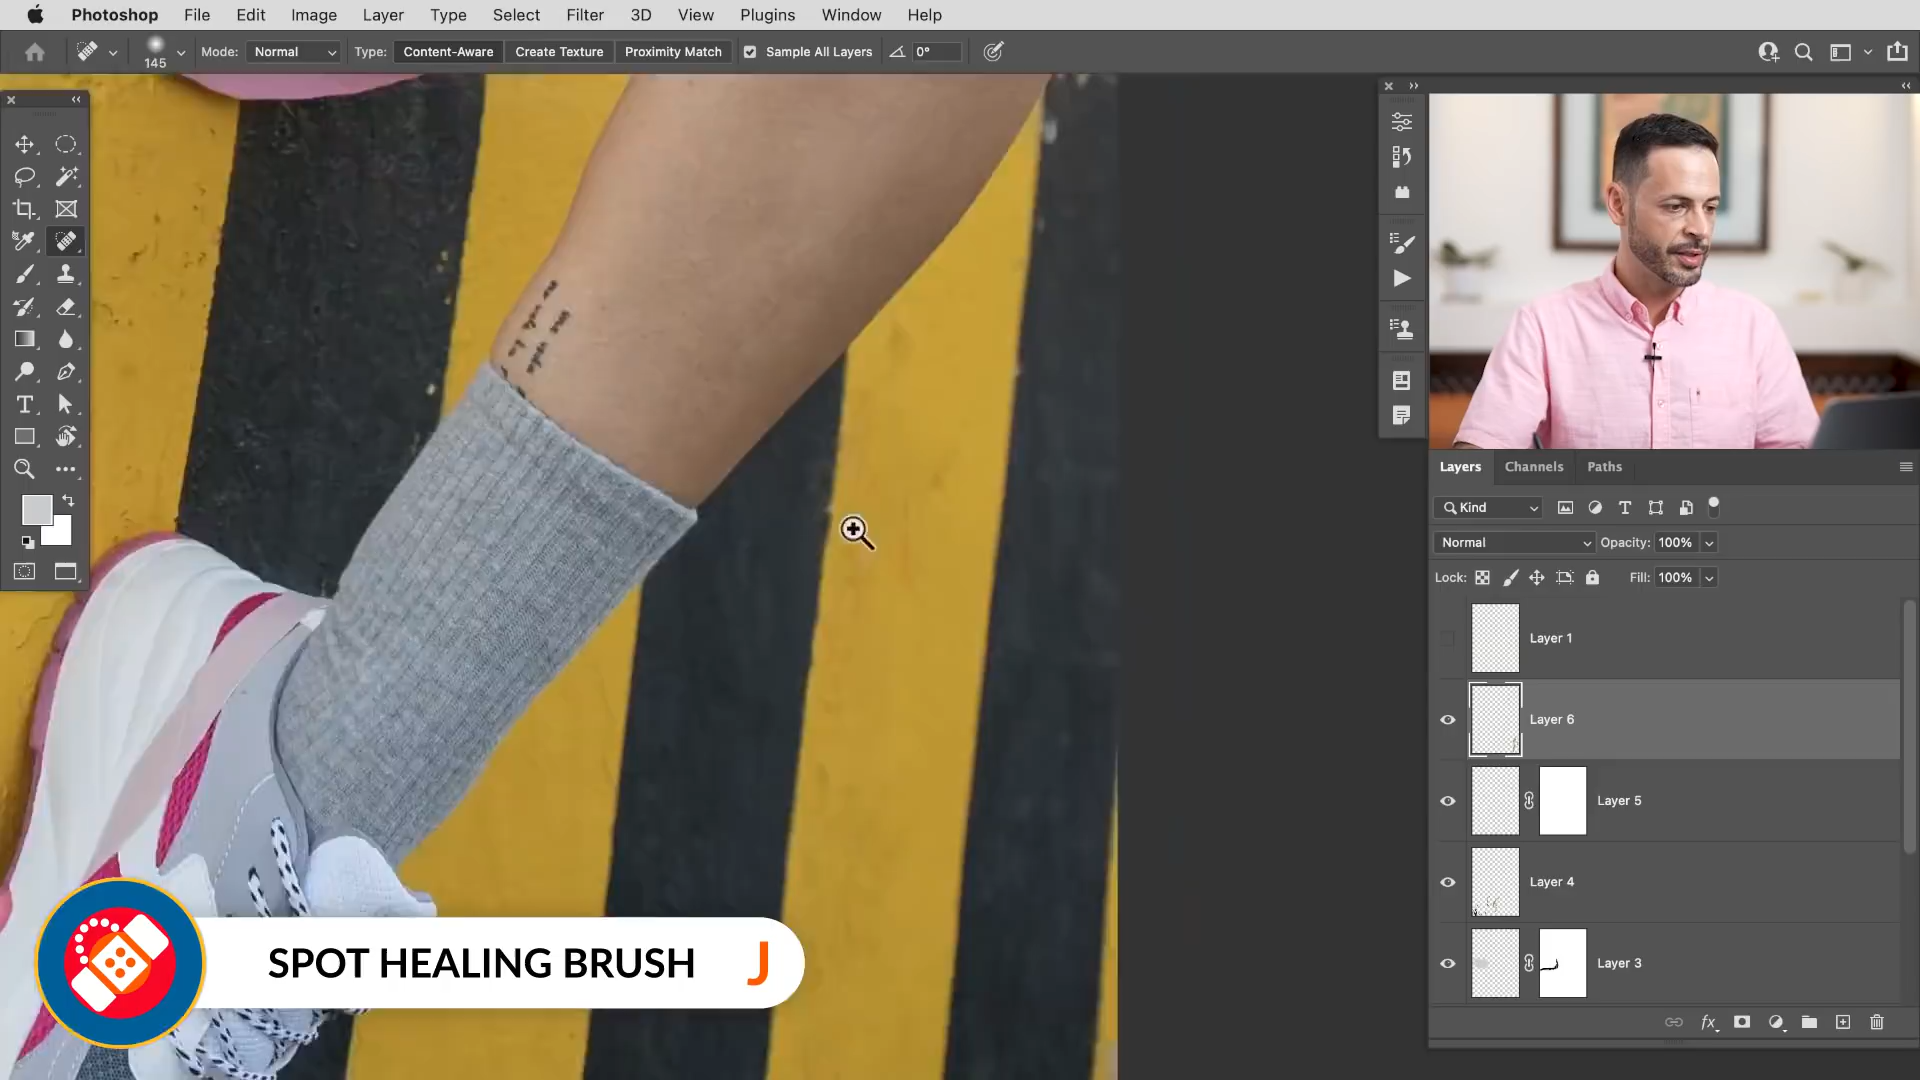 Photoshop File Edit Image Layer Type Select Filter 3D View Plugins Window Help
145 Mode: Normal Type: Content-Aware Create Texture Proximity Match Sample All Layers 0°
Layers Channels Paths
Kind
Normal Opacity: 100%
Lock: Fill: 100%
Layer 1
Layer 6
Layer 5
Layer 4
Layer 3
fx
SPOT HEALING BRUSH J